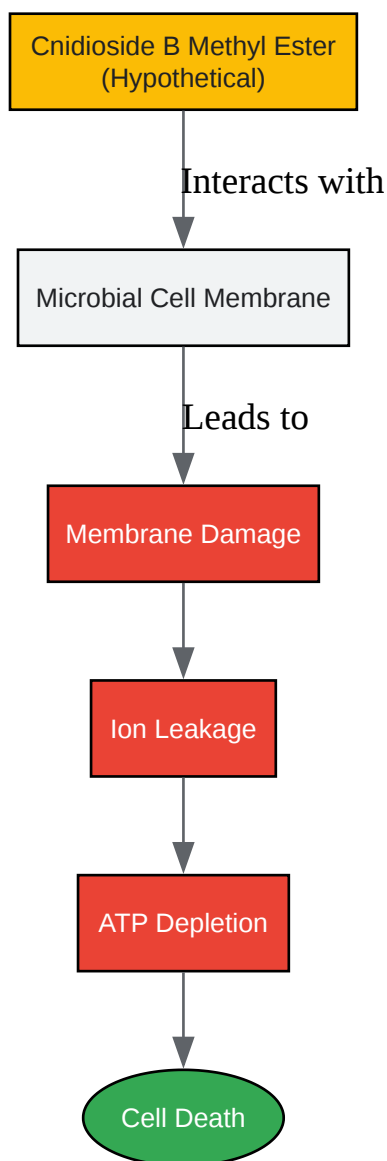 Cnidioside B Methyl Ester
(Hypothetical)
Interacts with
Microbial Cell Membrane
Leads to
Membrane Damage
Ion Leakage
ATP Depletion
Cell Death